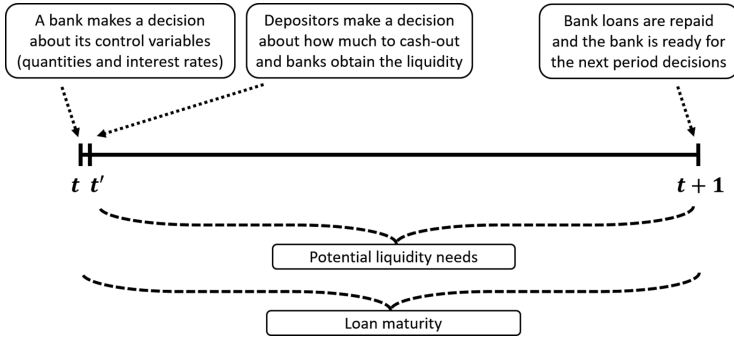 A bank makes a decision
about its control variables
(quantities and interest rates)
Depositors make a decision
about how much to cash-out
and banks obtain the liquidity
Bank loans are repaid
and the bank is ready for
the next period decisions
t t' t + 1
Potential liquidity needs
Loan maturity